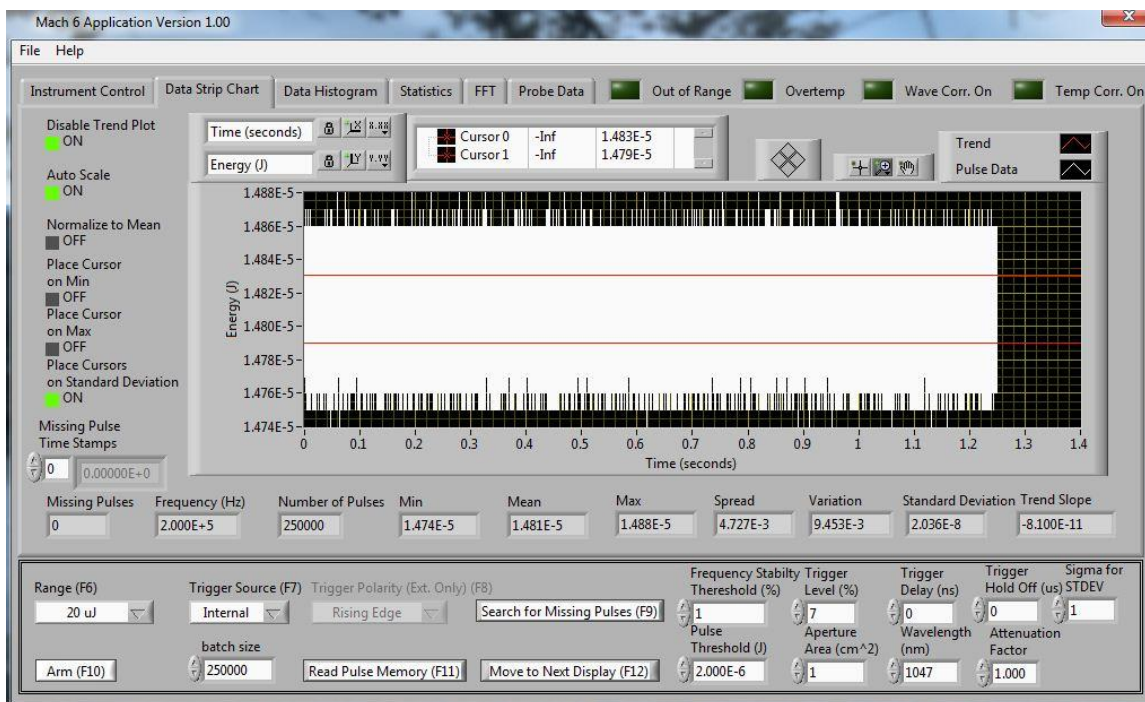 Mach 6 Application Version 1.00
File Help
Instrument Control Data Strip Chart Data Histogram Statistics FFT Probe Data Out of Range Overtemp Wave Corr. On Temp Corr. On
Disable Trend Plot
ON
Auto Scale
ON
Normalize to Mean
OFF
Place Cursor
on Min
OFF
Place Cursor
on Max
OFF
Place Cursors
on Standard Deviation
ON
Missing Pulse
Time Stamps
0 0.00000E+0
Time (seconds)
Energy (J)
Cursor 0 -Inf 1.483E-5
Cursor 1 -Inf 1.479E-5
Trend
Pulse Data
Energy (J)
1.488E-5
1.486E-5
1.484E-5
1.482E-5
1.480E-5
1.478E-5
1.476E-5
1.474E-5
0 0.1 0.2 0.3 0.4 0.5 0.6 0.7 0.8 0.9 1 1.1 1.2 1.3 1.4
Time (seconds)
Missing Pulses Frequency (Hz) Number of Pulses Min Mean Max Spread Variation Standard Deviation Trend Slope
0 2.000E+5 250000 1.474E-5 1.481E-5 1.488E-5 4.727E-3 9.453E-3 2.036E-8 -8.100E-11
Range (F6)
20 uJ
Trigger Source (F7)
Internal
Trigger Polarity (Ext. Only) (F8)
Rising Edge
Search for Missing Pulses (F9)
Frequency Stabilty
Thereshold (%)
1
Trigger
Level (%)
7
Trigger
Delay (ns)
0
Trigger
Hold Off (us)
0
Sigma for
STDEV
1
Arm (F10)
batch size
250000
Read Pulse Memory (F11)
Move to Next Display (F12)
Pulse
Threshold (J)
2.000E-6
Aperture
Area (cm^2)
1
Wavelength
(nm)
1047
Attenuation
Factor
1.000